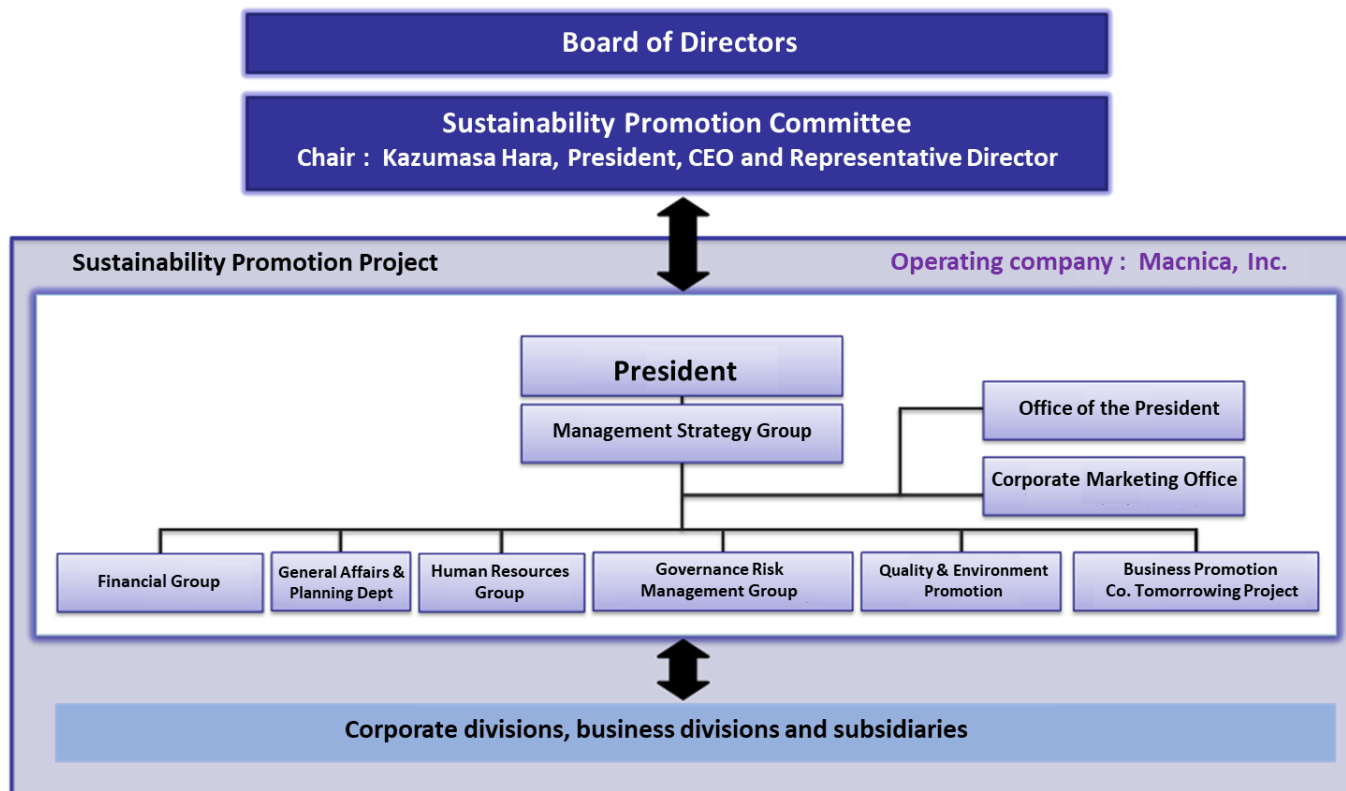 Board of Directors
Sustainability Promotion Committee
Chair : Kazumasa Hara, President, CEO and Representative Director
Sustainability Promotion Project
Operating company : Macnica, Inc.
President
Management Strategy Group
Office of the President
Corporate Marketing Office
Financial Group
General Affairs &
Planning Dept
Human Resources
Group
Governance Risk
Management Group
Quality & Environment
Promotion
Business Promotion
Co. Tomorrowing Project
Corporate divisions, business divisions and subsidiaries